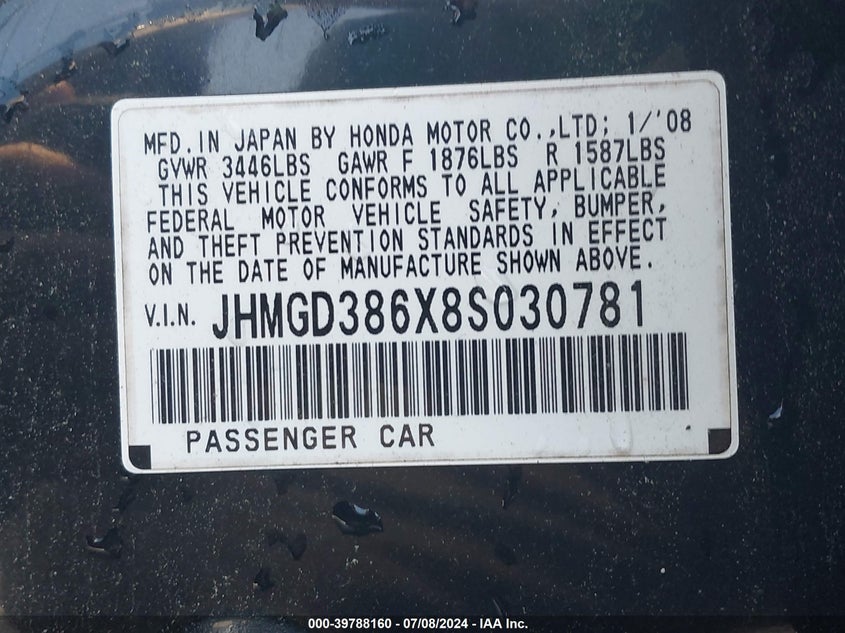 MFD. IN JAPAN BY HONDA MOTOR CO.,LTD; 1/'08
GVWR 3446LBS GAWR F 1876LBS R 1587LBS
THIS VEHICLE CONFORMS TO ALL APPLICABLE
FEDERAL MOTOR VEHICLE SAFETY, BUMPER,
AND THEFT PREVENTION STANDARDS IN EFFECT
ON THE DATE OF MANUFACTURE SHOWN ABOVE.
V.I.N. JHMGD386X8S030781
PASSENGER CAR
000-39788160 - 07/08/2024 - IAA Inc.